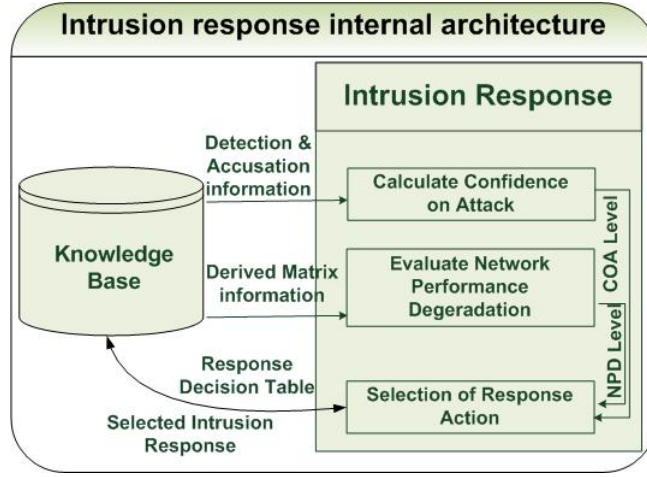 Intrusion response internal architecture
Intrusion Response
Detection &
Accusation
information
Calculate Confidence
on Attack
Knowledge
Base
Derived Matrix
information
Evaluate Network
Performance
Degeradation
COA Level
NPD Level
Response
Decision Table
Selected Intrusion
Response
Selection of Response
Action